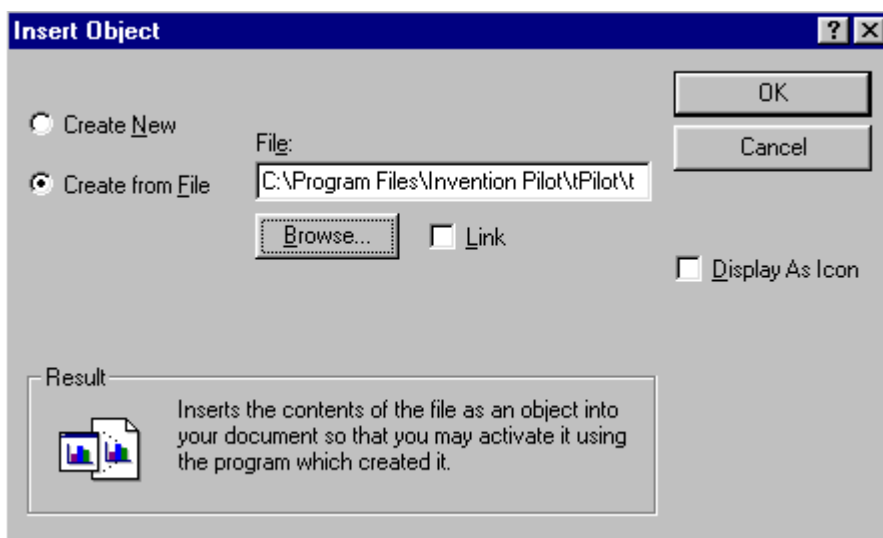 Insert Object
Create New
Create from File
File:
C:\Program Files\Invention Pilot\tPilot\t
Browse...
Link
OK
Cancel
Display As Icon
Result
Inserts the contents of the file as an object into
your document so that you may activate it using
the program which created it.